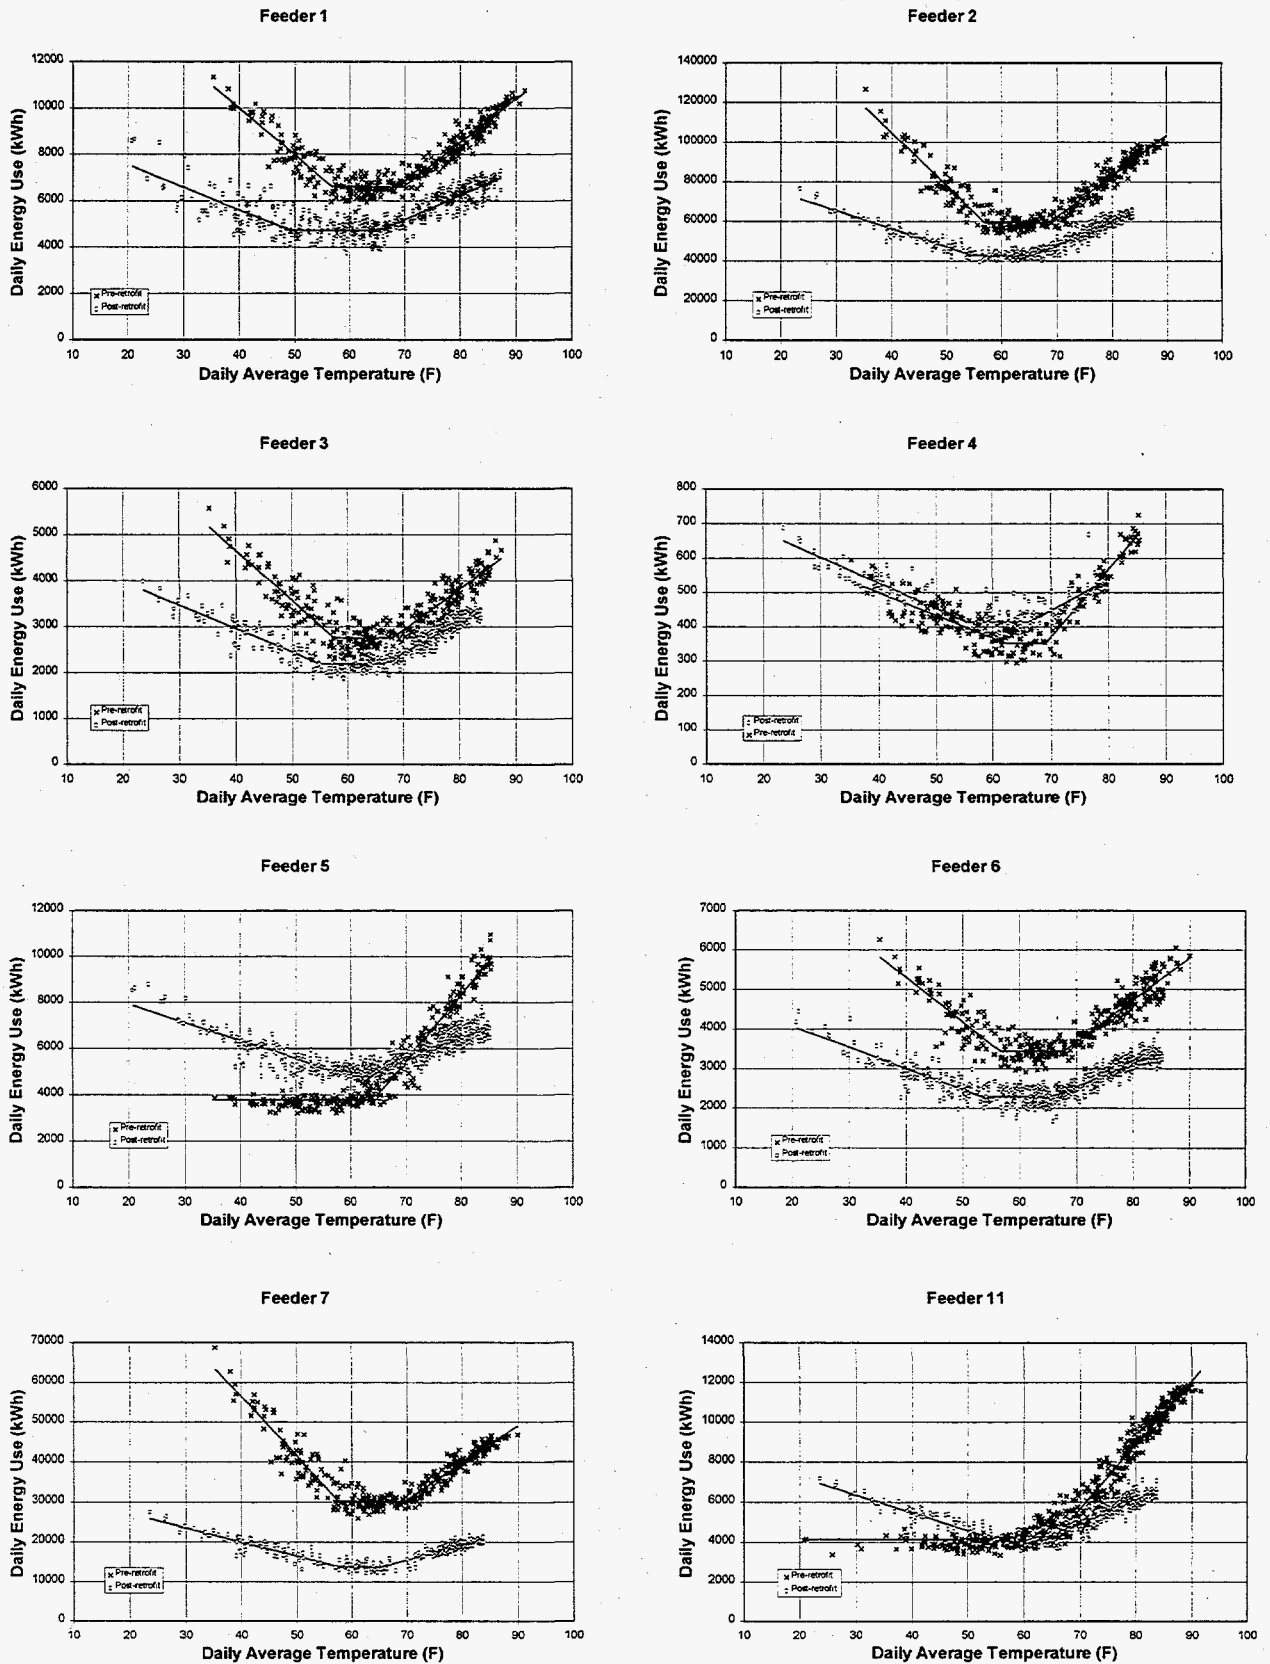 Feeder 1
Daily Energy Use (kWh)
12000
10000
8000
6000
4000
2000
0
Pre-retrofit
Post-retrofit
10 20 30 40 50 60 70 80 90 100
Daily Average Temperature (F)
Feeder 2
Daily Energy Use (kWh)
140000
120000
100000
80000
60000
40000
20000
0
Pre-retrofit
Post-retrofit
10 20 30 40 50 60 70 80 90 100
Daily Average Temperature (F)
Feeder 3
Daily Energy Use (kWh)
6000
5000
4000
3000
2000
1000
0
Pre-retrofit
Post-retrofit
10 20 30 40 50 60 70 80 90 100
Daily Average Temperature (F)
Feeder 4
Daily Energy Use (kWh)
800
700
600
500
400
300
200
100
0
Post-retrofit
Pre-retrofit
10 20 30 40 50 60 70 80 90 100
Daily Average Temperature (F)
Feeder 5
Daily Energy Use (kWh)
12000
10000
8000
6000
4000
2000
0
Pre-retrofit
Post-retrofit
10 20 30 40 50 60 70 80 90 100
Daily Average Temperature (F)
Feeder 6
Daily Energy Use (kWh)
7000
6000
5000
4000
3000
2000
1000
0
Pre-retrofit
Post-retrofit
10 20 30 40 50 60 70 80 90 100
Daily Average Temperature (F)
Feeder 7
Daily Energy Use (kWh)
70000
60000
50000
40000
30000
20000
10000
0
Pre-retrofit
Post-retrofit
10 20 30 40 50 60 70 80 90 100
Daily Average Temperature (F)
Feeder 11
Daily Energy Use (kWh)
14000
12000
10000
8000
6000
4000
2000
0
Pre-retrofit
Post-retrofit
10 20 30 40 50 60 70 80 90 100
Daily Average Temperature (F)